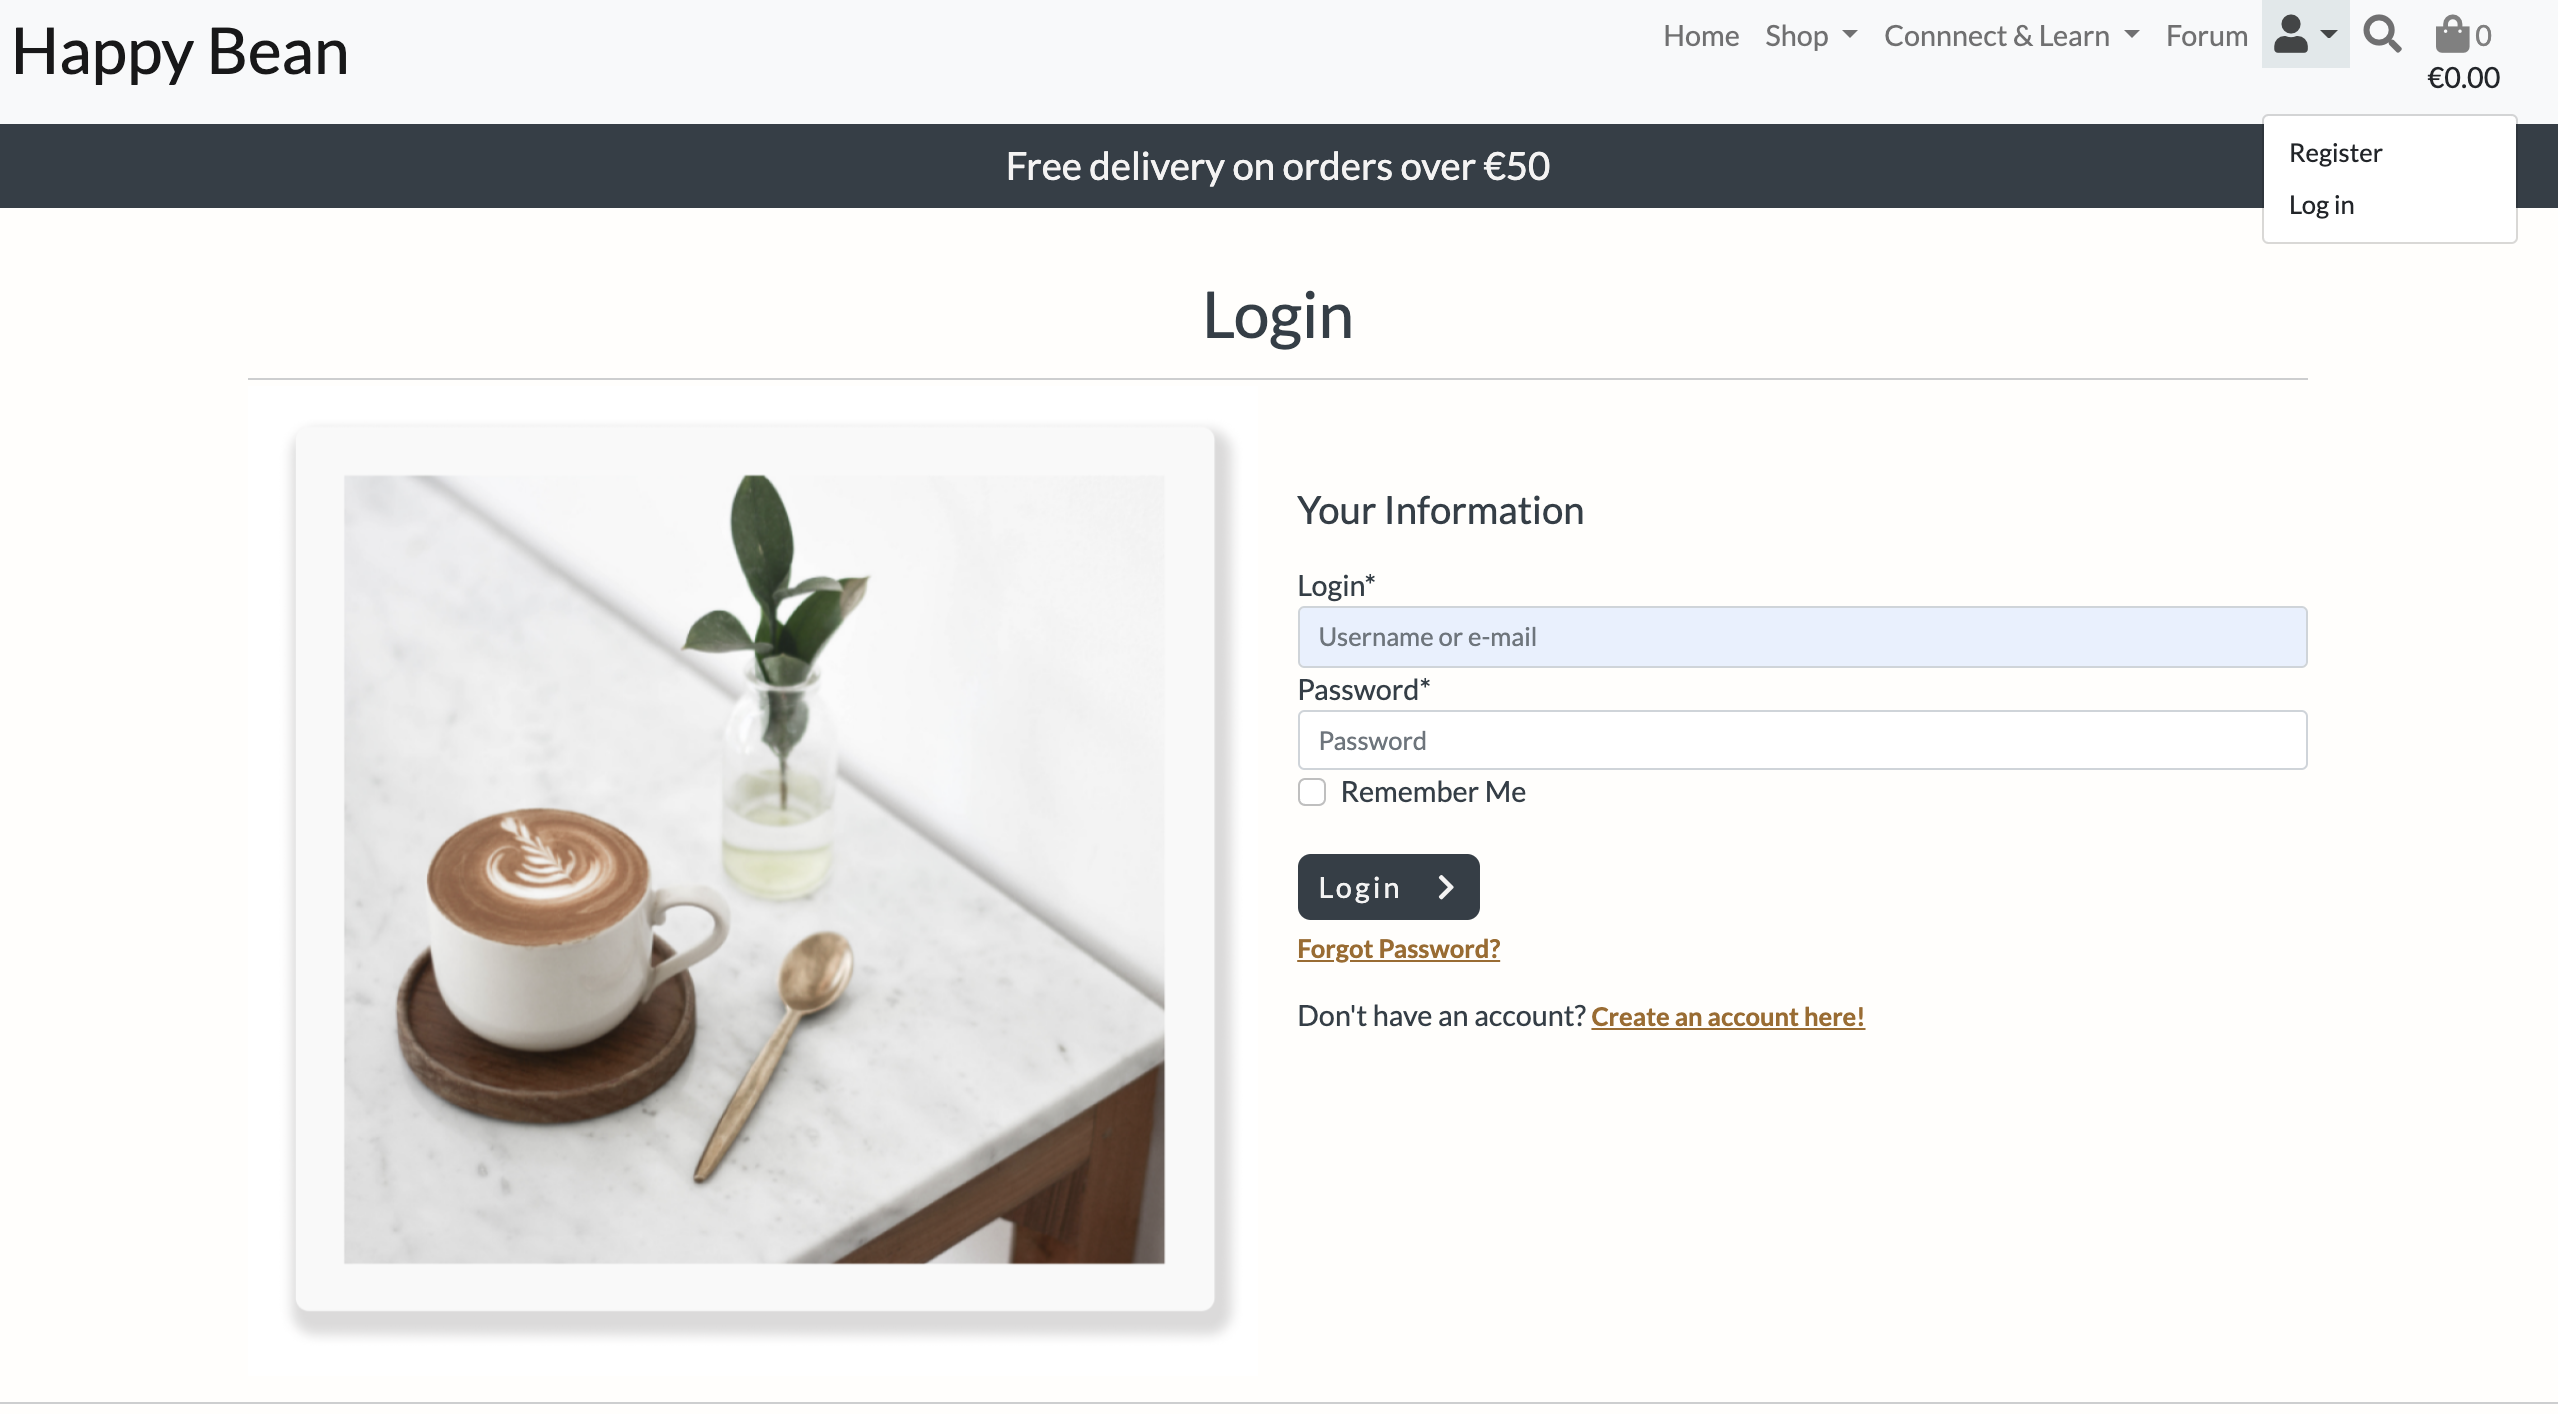 Happy Bean
Home Shop Connnect & Learn Forum 0
€0.00
Register
Log in
Free delivery on orders over €50
Login
Your Information
Login*
Username or e-mail
Password*
Password
Remember Me
Login
Forgot Password?
Don't have an account? Create an account here!